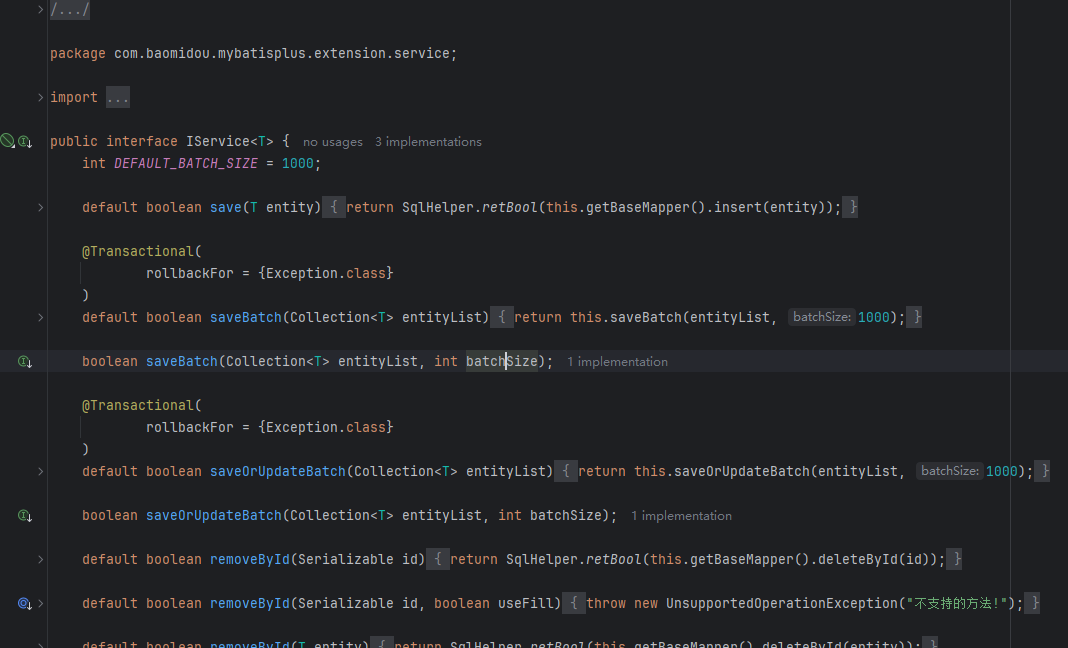 /.../
package com.baomidou.mybatisplus.extension.service;
import ...
public interface IService<T> { no usages 3 implementations
int DEFAULT_BATCH_SIZE = 1000;
default boolean save(T entity) { return SqlHelper.retBool(this.getBaseMapper().insert(entity)); }
@Transactional(
rollbackFor = {Exception.class}
)
default boolean saveBatch(Collection<T> entityList) { return this.saveBatch(entityList, batchSize: 1000); }
boolean saveBatch(Collection<T> entityList, int batchSize); 1 implementation
@Transactional(
rollbackFor = {Exception.class}
)
default boolean saveOrUpdateBatch(Collection<T> entityList) { return this.saveOrUpdateBatch(entityList, batchSize: 1000); }
boolean saveOrUpdateBatch(Collection<T> entityList, int batchSize); 1 implementation
default boolean removeById(Serializable id) { return SqlHelper.retBool(this.getBaseMapper().deleteById(id)); }
default boolean removeById(Serializable id, boolean useFill) { throw new UnsupportedOperationException("不支持的方法!"); }
default boolean removeById(T entity) { return SqlHelper.retBool(this.getBaseMapper().deleteById(entity)); }